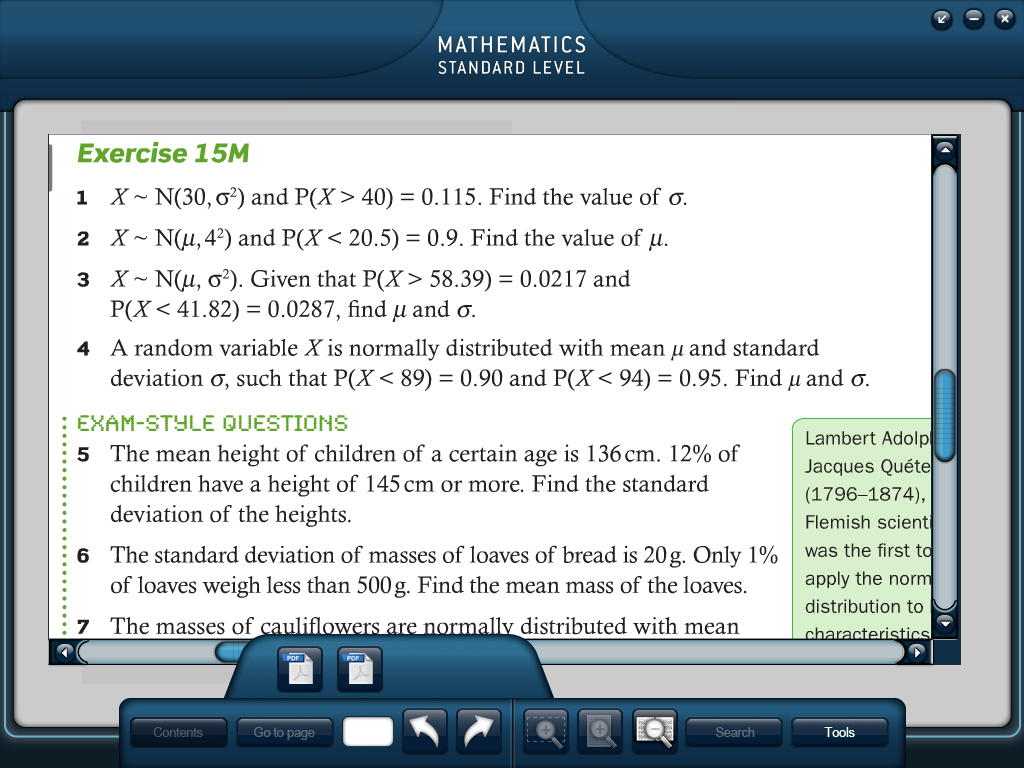 MATHEMATICS
STANDARD LEVEL
Exercise 15M
1 X ~ N(30, σ²) and P(X > 40) = 0.115. Find the value of σ.
2 X ~ N(μ, 4²) and P(X < 20.5) = 0.9. Find the value of μ.
3 X ~ N(μ, σ²). Given that P(X > 58.39) = 0.0217 and
P(X < 41.82) = 0.0287, find μ and σ.
4 A random variable X is normally distributed with mean μ and standard
deviation σ, such that P(X < 89) = 0.90 and P(X < 94) = 0.95. Find μ and σ.
EXAM-STYLE QUESTIONS
5 The mean height of children of a certain age is 136 cm. 12% of
children have a height of 145 cm or more. Find the standard
deviation of the heights.
6 The standard deviation of masses of loaves of bread is 20 g. Only 1%
of loaves weigh less than 500 g. Find the mean mass of the loaves.
7 The masses of cauliflowers are normally distributed with mean
Lambert Adolp
Jacques Quéte
(1796–1874),
Flemish scienti
was the first to
apply the norm
distribution to
characteristics
PDF PDF
Contents Go to page Search Tools